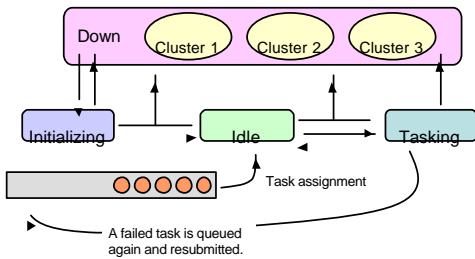 Down
Cluster 1
Cluster 2
Cluster 3
Initializing
Idle
Tasking
Task assignment
A failed task is queued
again and resubmitted.